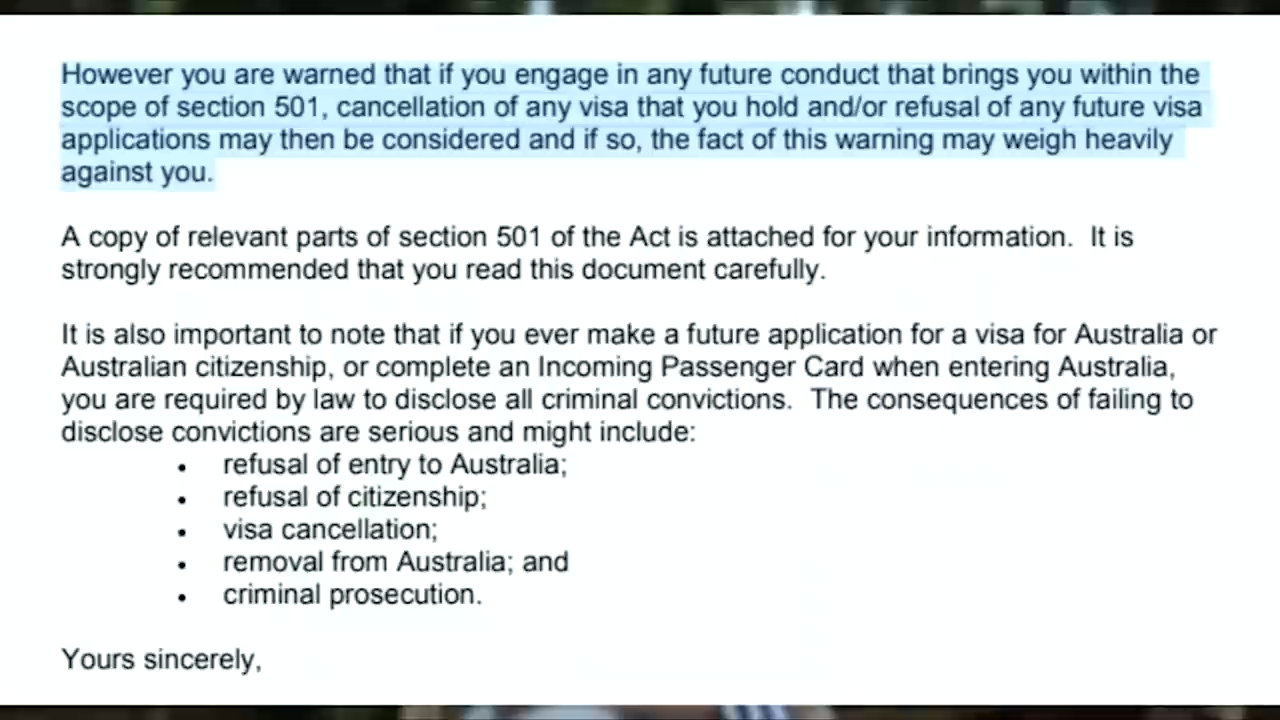 However you are warned that if you engage in any future conduct that brings you within the
scope of section 501, cancellation of any visa that you hold and/or refusal of any future visa
applications may then be considered and if so, the fact of this warning may weigh heavily
against you.
A copy of relevant parts of section 501 of the Act is attached for your information.  It is
strongly recommended that you read this document carefully.
It is also important to note that if you ever make a future application for a visa for Australia or
Australian citizenship, or complete an Incoming Passenger Card when entering Australia,
you are required by law to disclose all criminal convictions.  The consequences of failing to
disclose convictions are serious and might include:
• refusal of entry to Australia;
• refusal of citizenship;
• visa cancellation;
• removal from Australia; and
• criminal prosecution.
Yours sincerely,